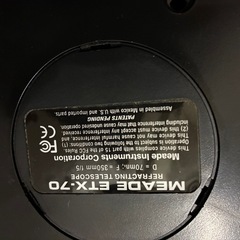 MEADE ETX-70
REFRACTING TELESCOPE
D = 70mm; F = 350mm f/5
Meade Instruments Corporation
This device complies with Part 15 of the FCC Rules.
Operation is subject to the following two conditions:
(1) This device may not cause harmful interference, and
(2) this device must accept any interference received,
including interference that may cause undesired operation.
PATENTS PENDING
Assembled in Mexico with U.S. and imported parts.
FC